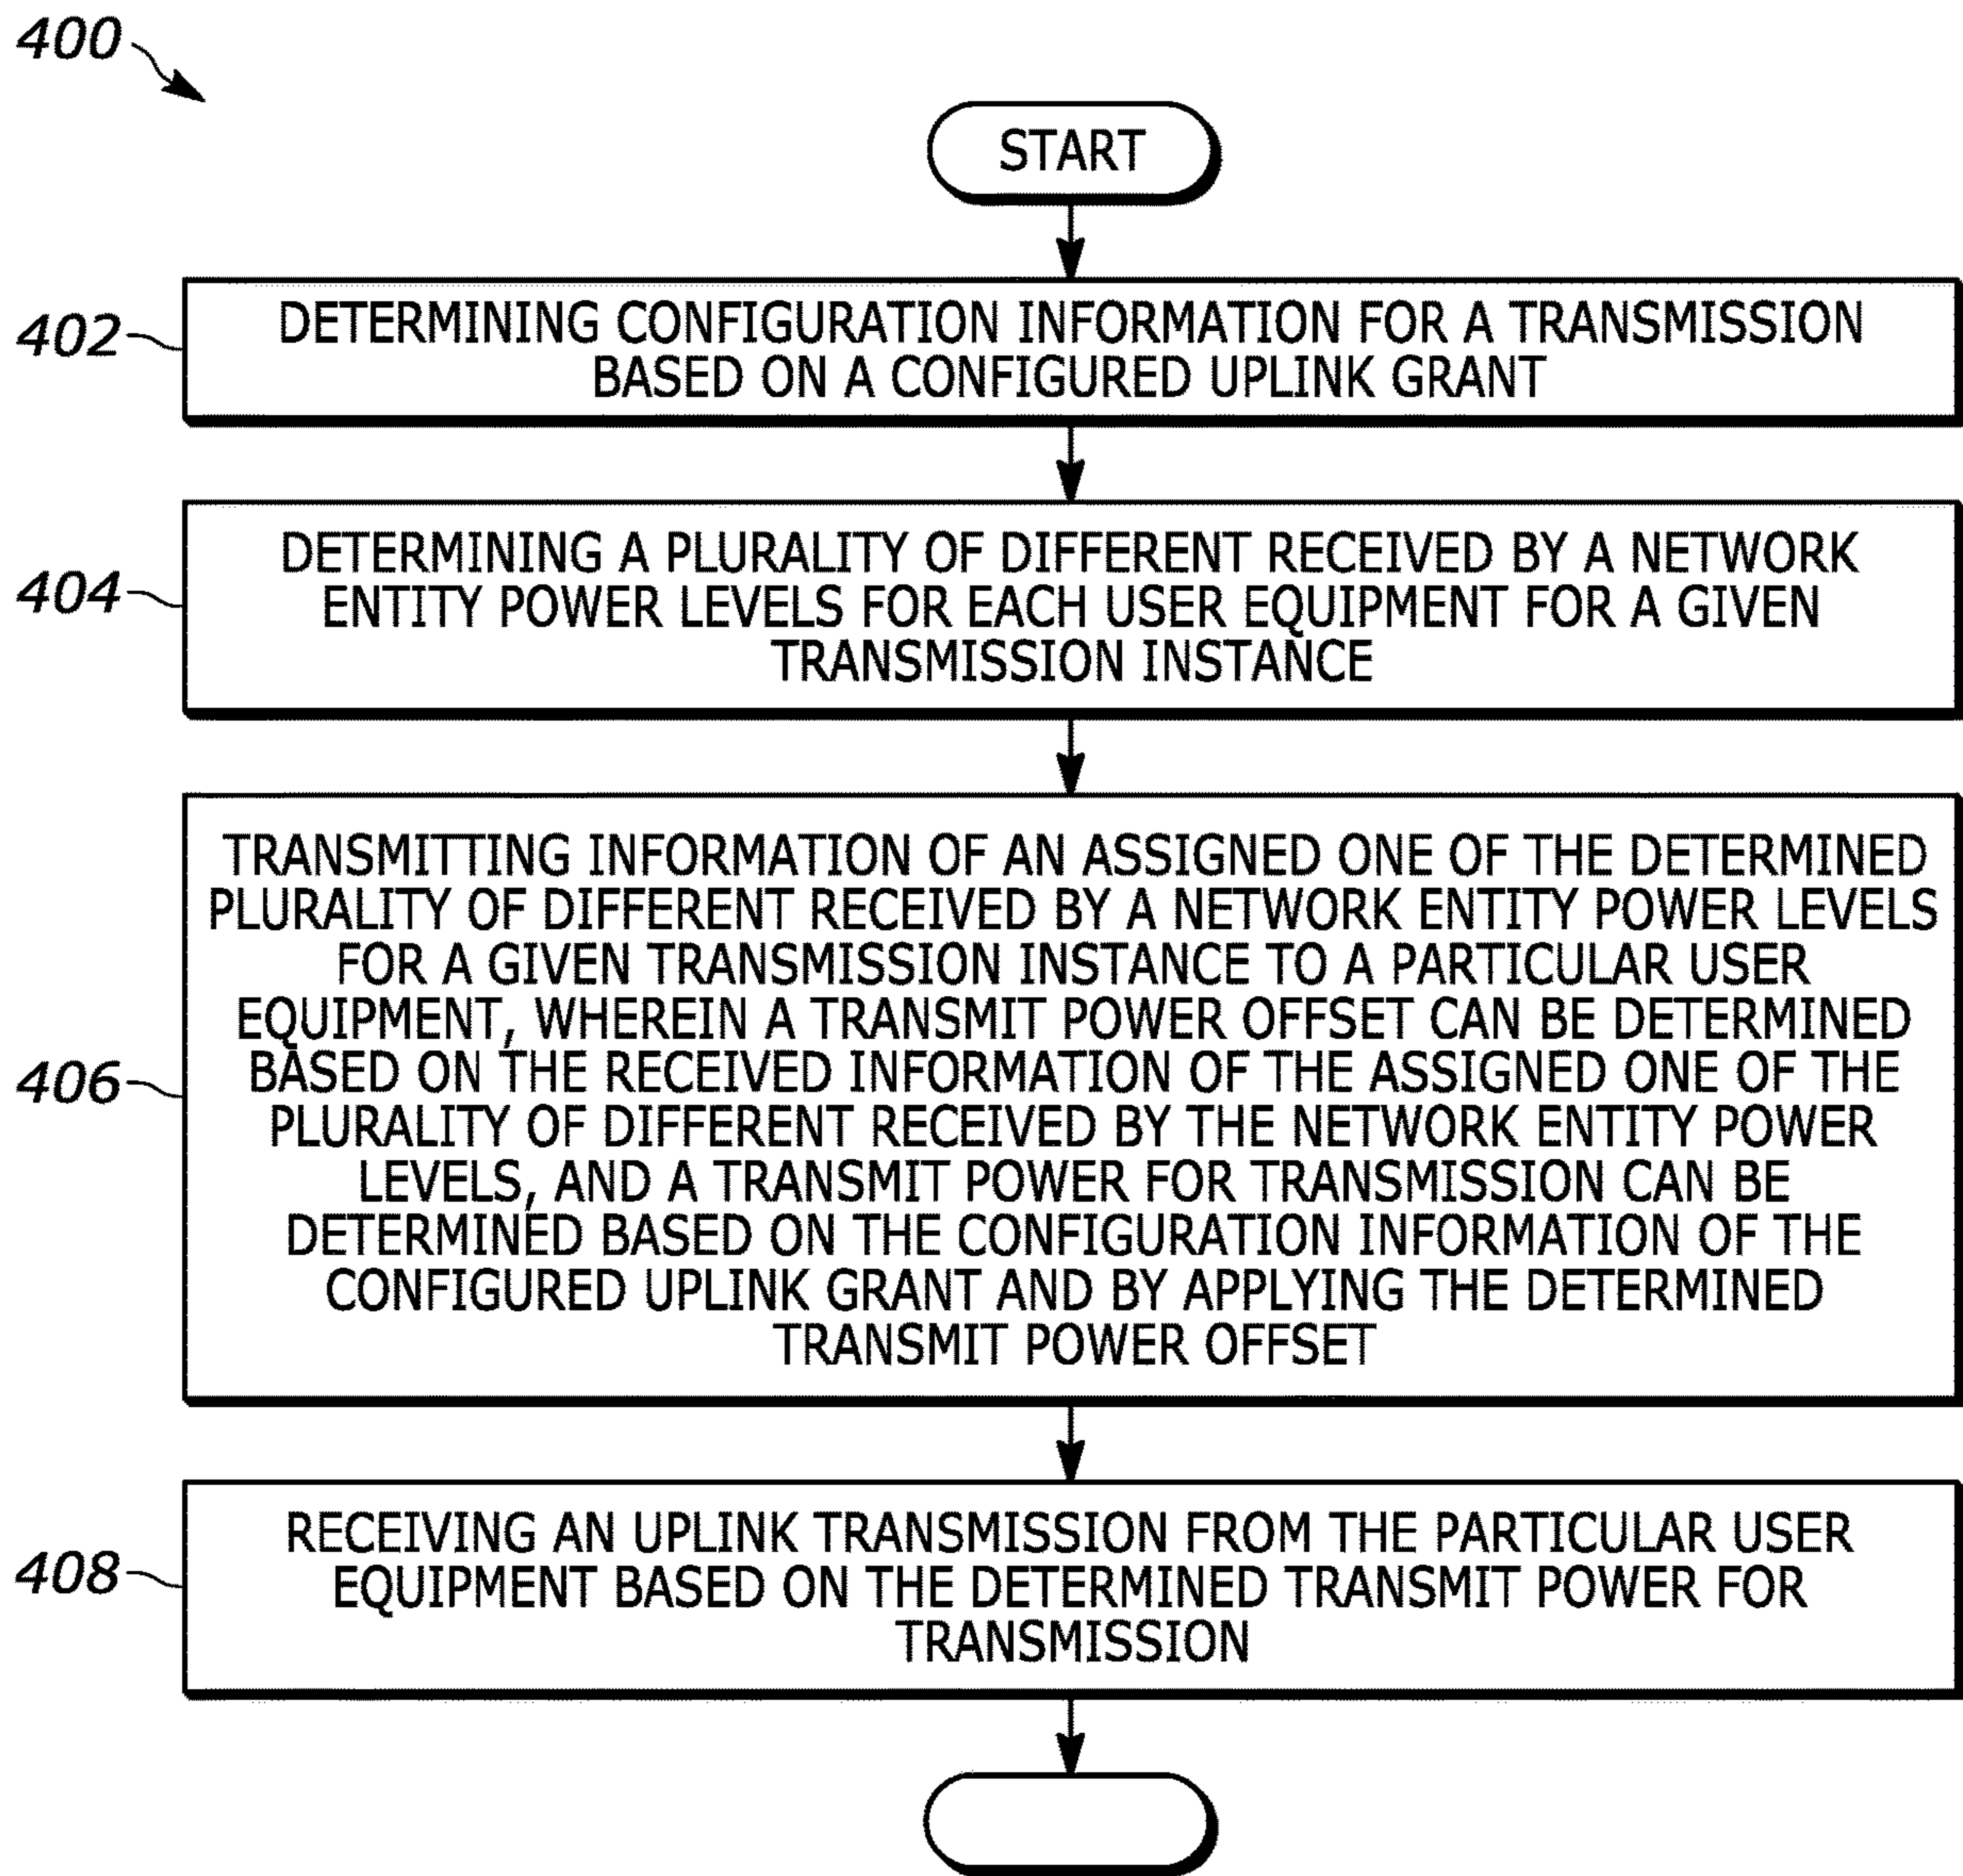 400
START
402
DETERMINING CONFIGURATION INFORMATION FOR A TRANSMISSION
BASED ON A CONFIGURED UPLINK GRANT
404
DETERMINING A PLURALITY OF DIFFERENT RECEIVED BY A NETWORK
ENTITY POWER LEVELS FOR EACH USER EQUIPMENT FOR A GIVEN
TRANSMISSION INSTANCE
406
TRANSMITTING INFORMATION OF AN ASSIGNED ONE OF THE DETERMINED
PLURALITY OF DIFFERENT RECEIVED BY A NETWORK ENTITY POWER LEVELS
FOR A GIVEN TRANSMISSION INSTANCE TO A PARTICULAR USER
EQUIPMENT, WHEREIN A TRANSMIT POWER OFFSET CAN BE DETERMINED
BASED ON THE RECEIVED INFORMATION OF THE ASSIGNED ONE OF THE
PLURALITY OF DIFFERENT RECEIVED BY THE NETWORK ENTITY POWER
LEVELS, AND A TRANSMIT POWER FOR TRANSMISSION CAN BE
DETERMINED BASED ON THE CONFIGURATION INFORMATION OF THE
CONFIGURED UPLINK GRANT AND BY APPLYING THE DETERMINED
TRANSMIT POWER OFFSET
408
RECEIVING AN UPLINK TRANSMISSION FROM THE PARTICULAR USER
EQUIPMENT BASED ON THE DETERMINED TRANSMIT POWER FOR
TRANSMISSION